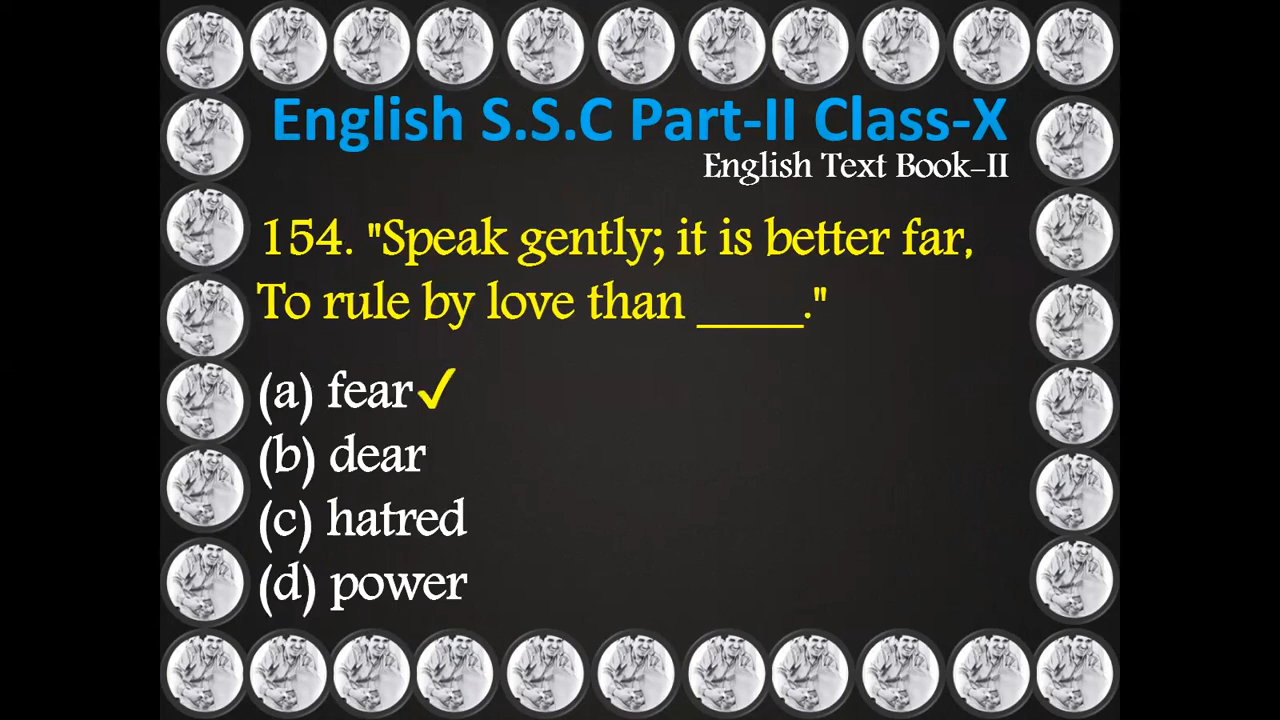 English S.S.C Part-II Class-X
English Text Book-II
154. "Speak gently; it is better far,
To rule by love than ____."
(a) fear✓
(b) dear
(c) hatred
(d) power